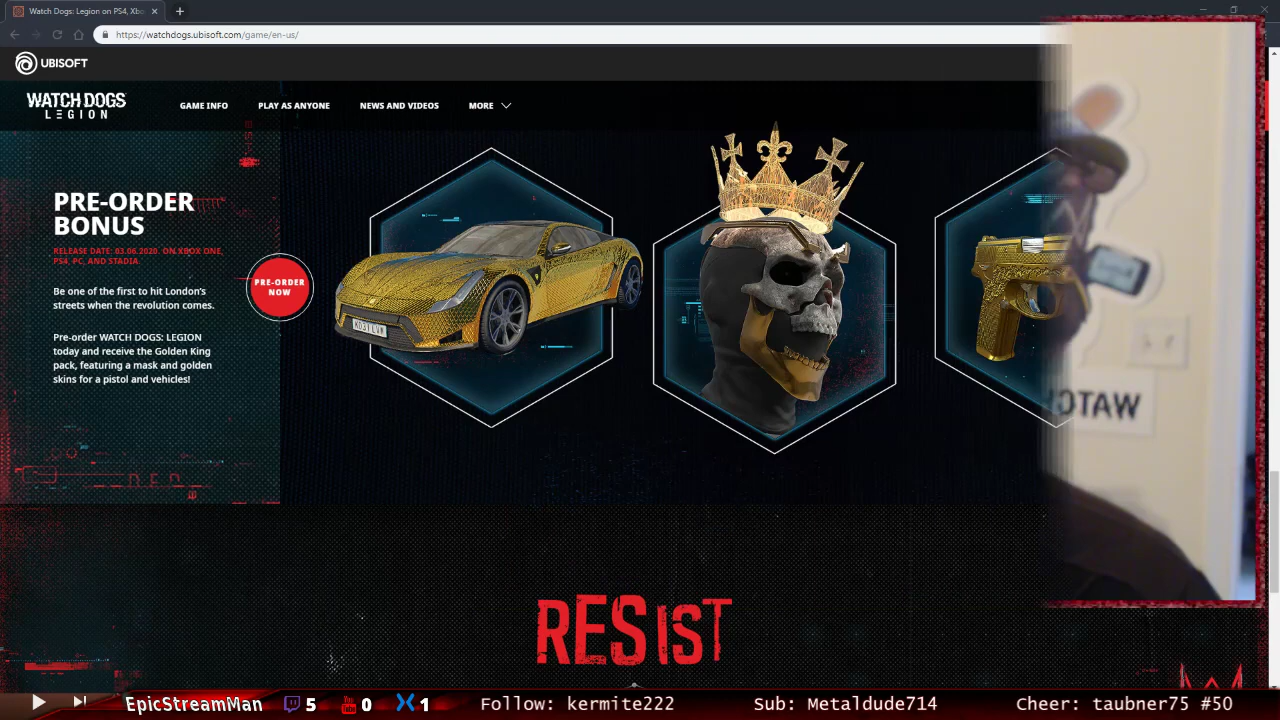 Watch Dogs: Legion on PS4, Xbo
https://watchdogs.ubisoft.com/game/en-us/
UBISOFT
WATCH DOGS
LEGION
GAME INFO
PLAY AS ANYONE
NEWS AND VIDEOS
MORE
PRE-ORDER
BONUS
RELEASE DATE: 03.06.2020. ON XBOX ONE,
PS4, PC, AND STADIA.
Be one of the first to hit London's
streets when the revolution comes.
Pre-order WATCH DOGS: LEGION
today and receive the Golden King
pack, featuring a mask and golden
skins for a pistol and vehicles!
PRE-ORDER
NOW
WATCH
RESIST
EpicStreamMan
5
You Tube
0
1
Follow: kermite222
Sub: Metaldude714
Cheer: taubner75 #50